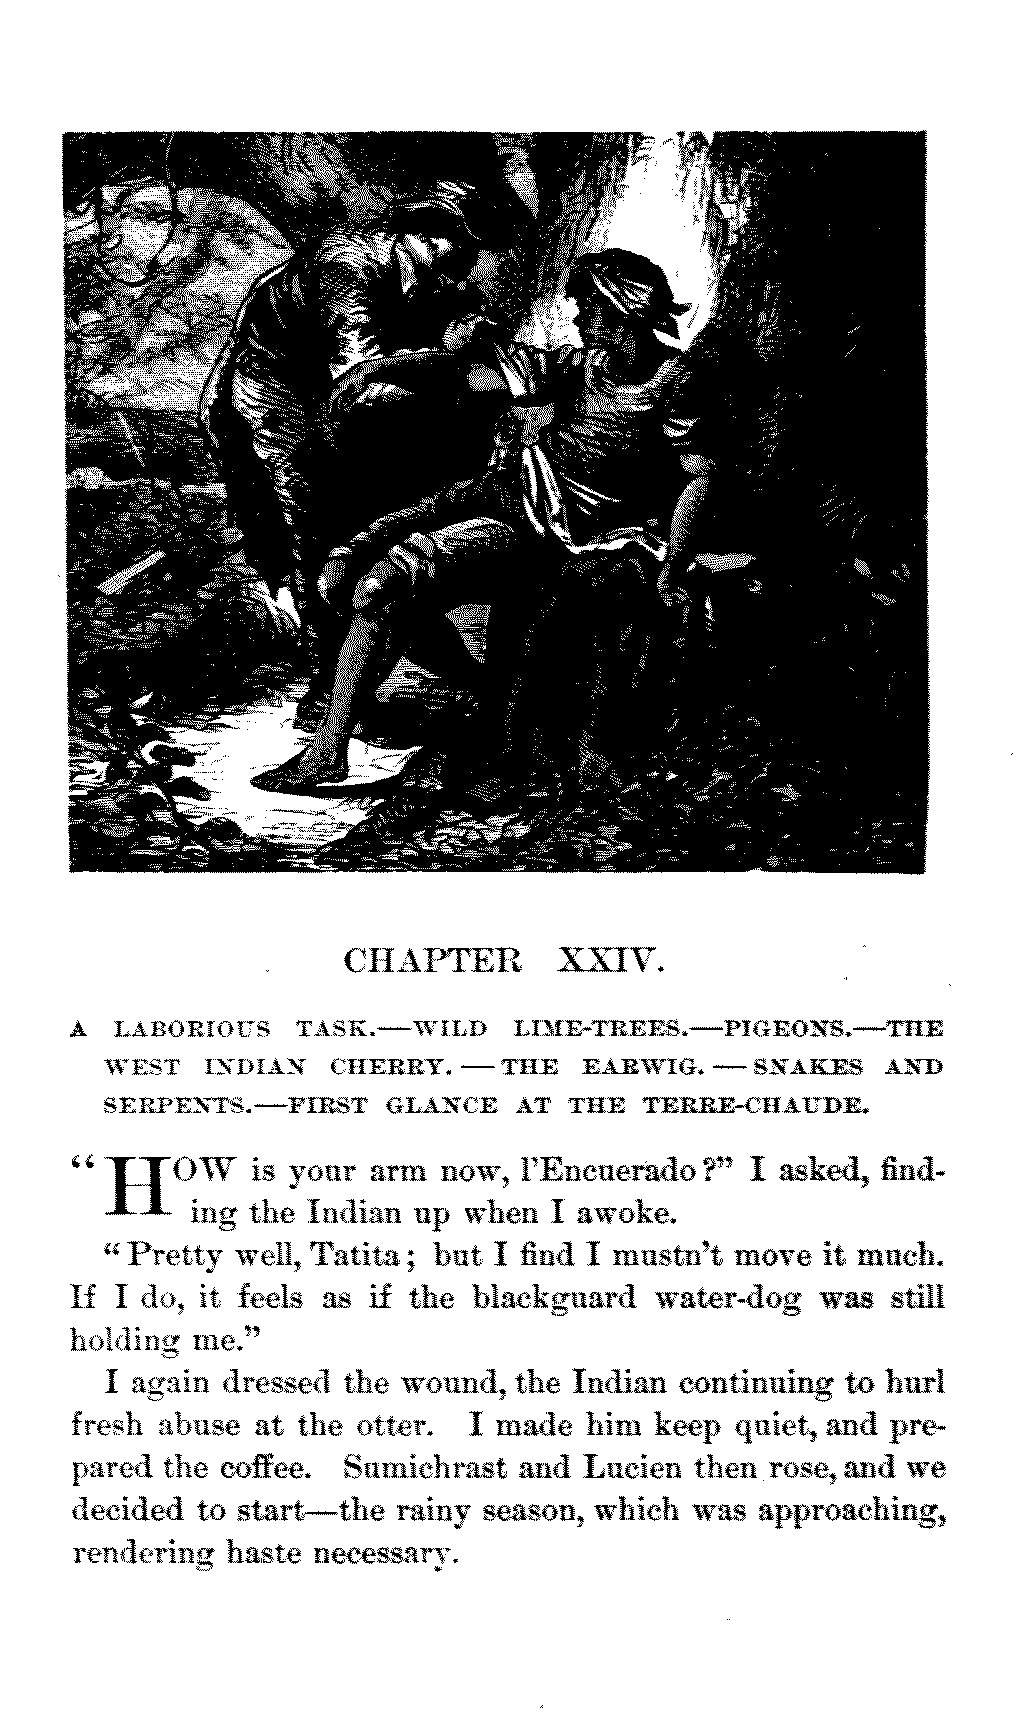 CHAPTER XXIV.
A LABORIOUS TASK.—WILD LIME-TREES.—PIGEONS.—THE
WEST INDIAN CHERRY.—THE EARWIG.—SNAKES AND
SERPENTS.—FIRST GLANCE AT THE TERRE-CHAUDE.
"HOW is your arm now, l'Encuerado?" I asked, find-
ing the Indian up when I awoke.
"Pretty well, Tatita; but I find I mustn't move it much.
If I do, it feels as if the blackguard water-dog was still
holding me."
I again dressed the wound, the Indian continuing to hurl
fresh abuse at the otter. I made him keep quiet, and pre-
pared the coffee. Sumichrast and Lucien then rose, and we
decided to start—the rainy season, which was approaching,
rendering haste necessary.